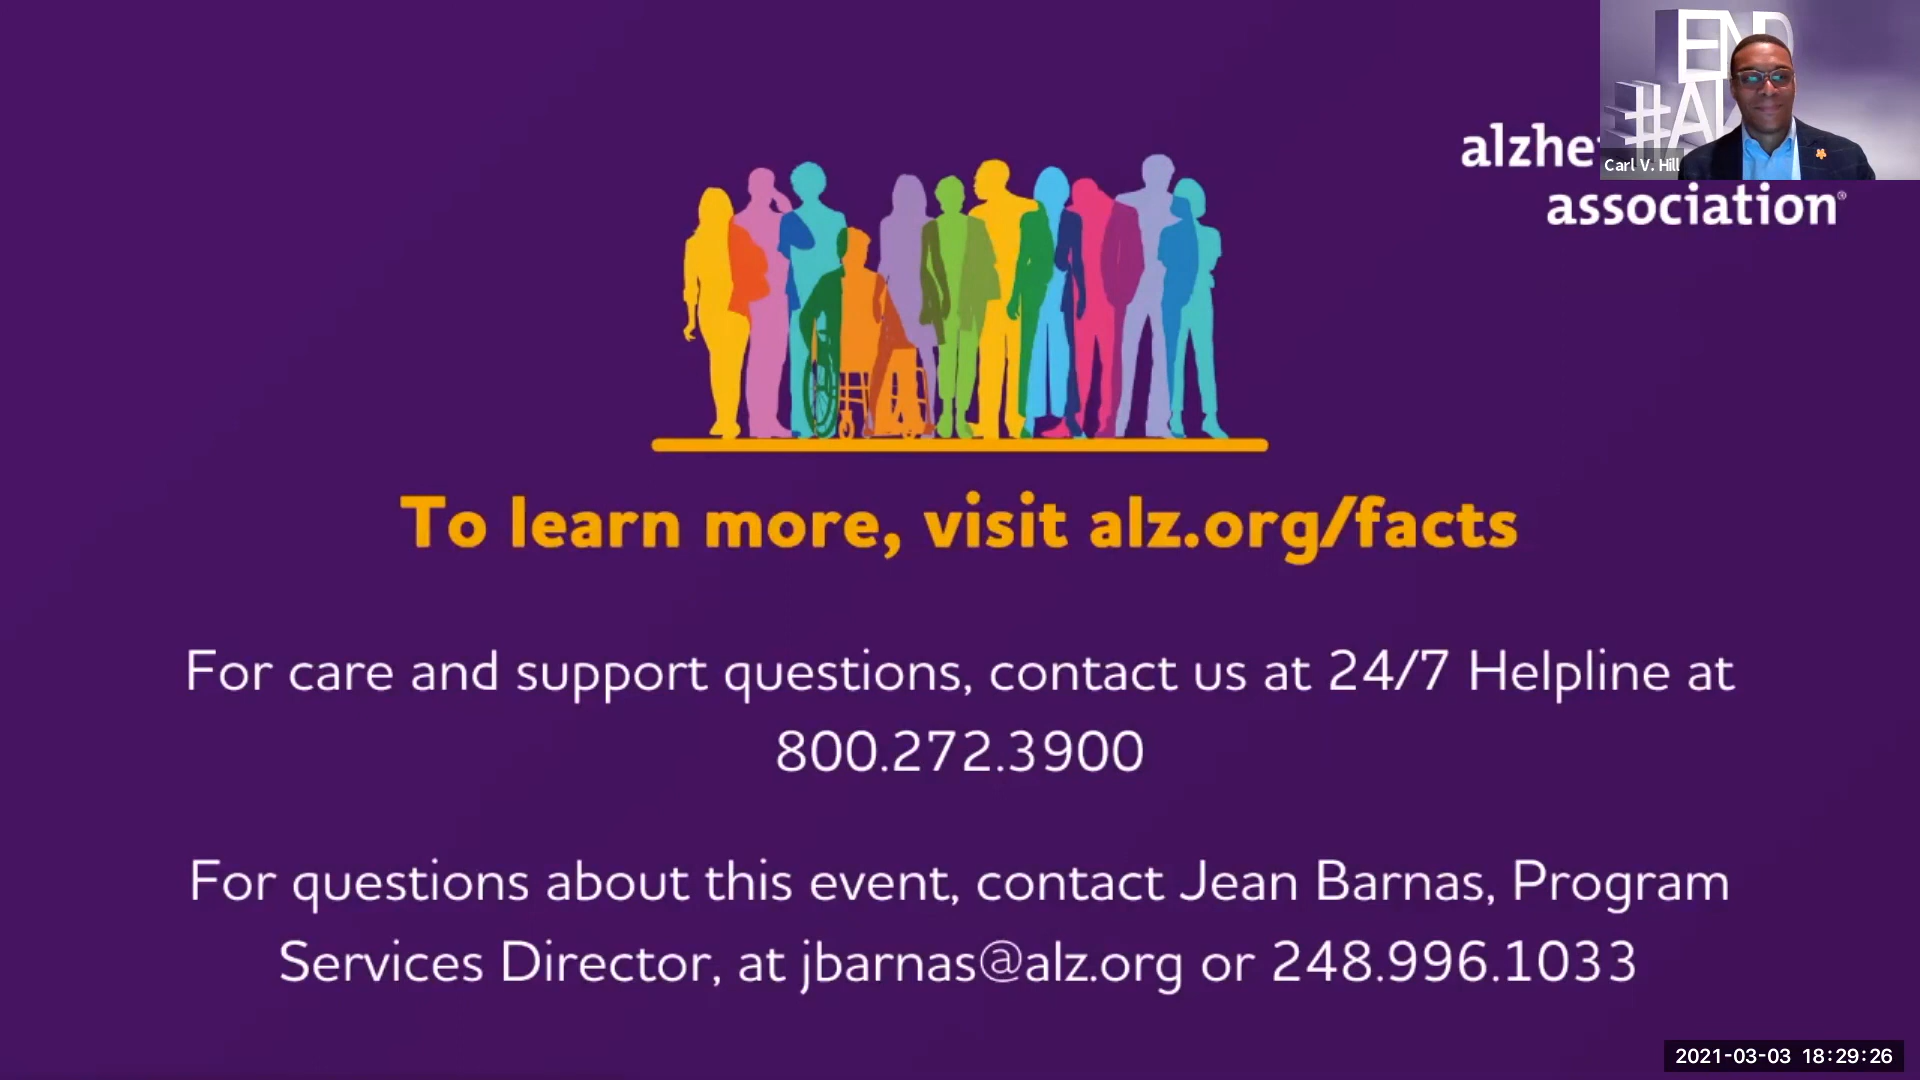 END
#AL
Carl V. Hill
alzhe
association®
To learn more, visit alz.org/facts
For care and support questions, contact us at 24/7 Helpline at
800.272.3900
For questions about this event, contact Jean Barnas, Program
Services Director, at jbarnas@alz.org or 248.996.1033
2021-03-03 18:29:26